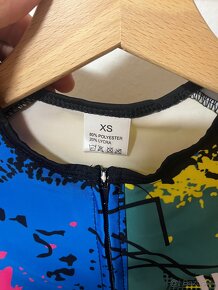 XS
80% POLYESTER
20% LYCRA